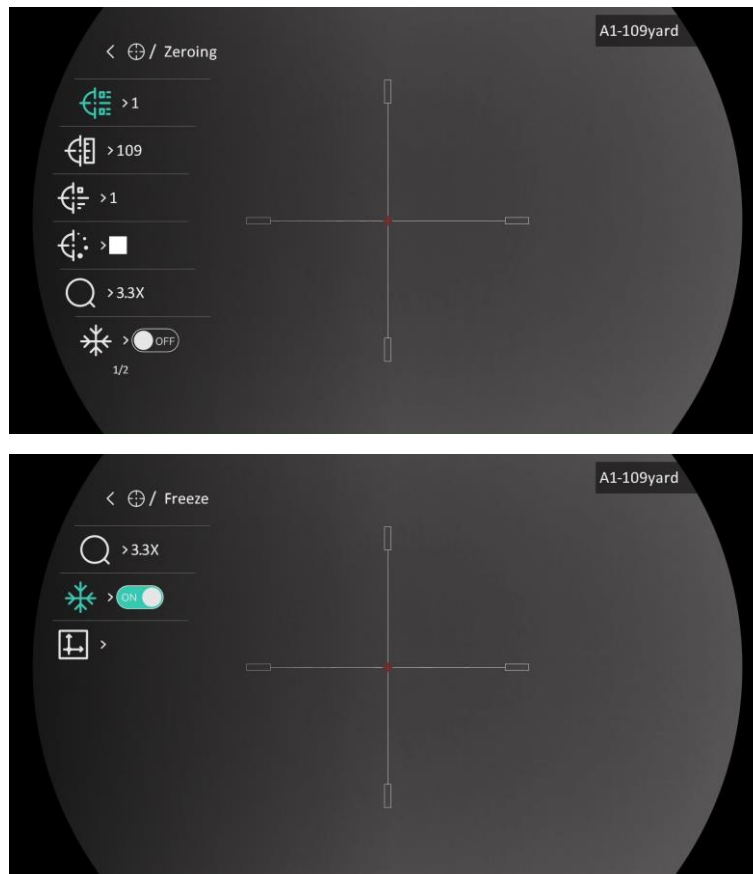 A1-109yard
< / Zeroing
>1
>109
>1
>
>3.3X
> OFF
1/2
A1-109yard
< / Freeze
>3.3X
> ON
>